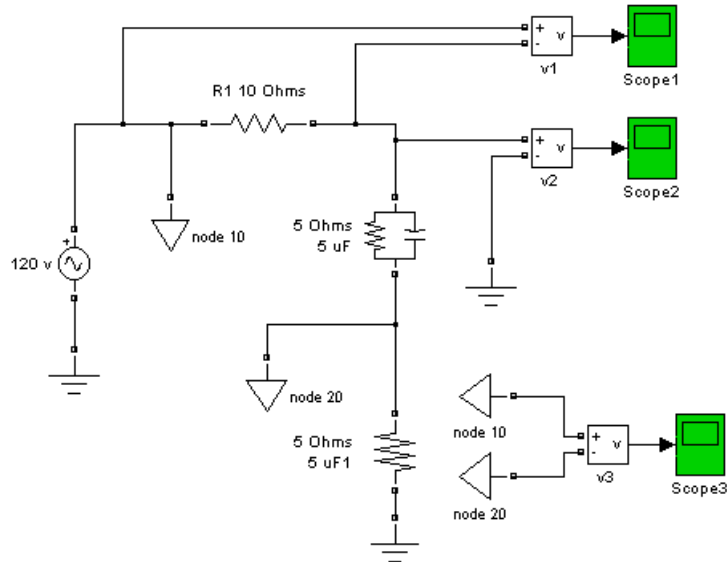 +
-
v
v1
Scope1
R1 10 Ohms
+
-
v
v2
Scope2
node 10
5 Ohms
5 uF
+
120 v
node 20
5 Ohms
5 uF1
node 10
+
-
v
v3
Scope3
node 20